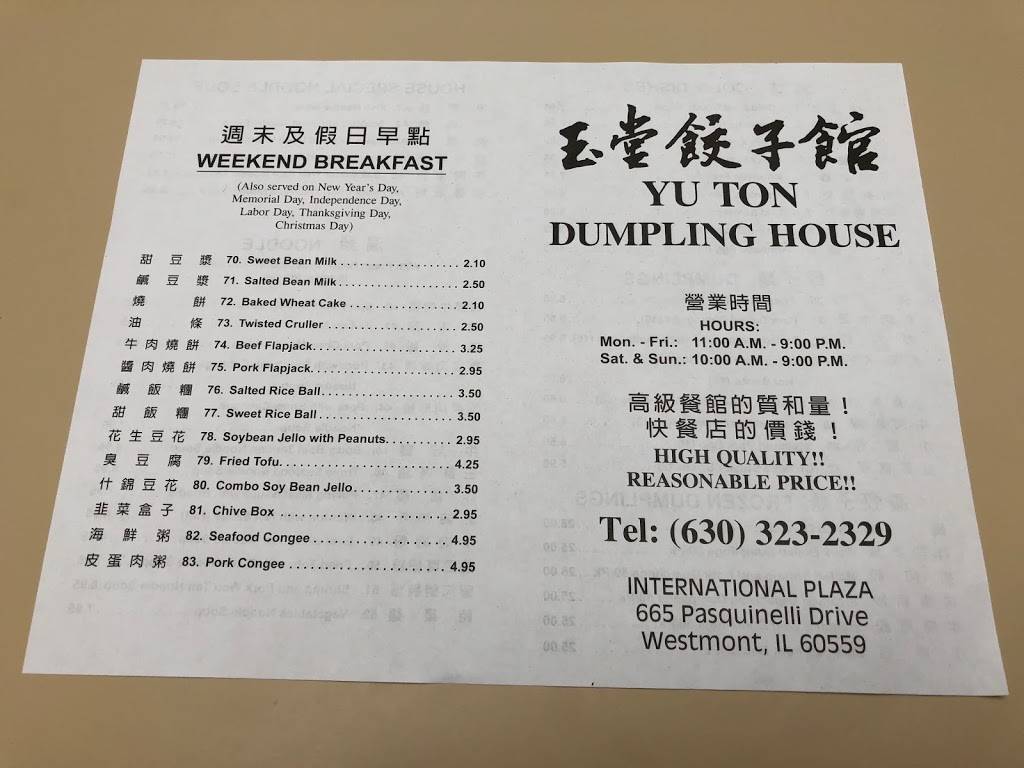 週末及假日早點
WEEKEND BREAKFAST
(Also served on New Year's Day,
Memorial Day, Independence Day,
Labor Day, Thanksgiving Day,
Christmas Day)
甜豆漿 70. Sweet Bean Milk . . . . . . . . . . . . . . . . . . . 2.10
鹹豆漿 71. Salted Bean Milk . . . . . . . . . . . . . . . . . . . 2.50
燒餅 72. Baked Wheat Cake . . . . . . . . . . . . . . . . . 2.10
油條 73. Twisted Cruller . . . . . . . . . . . . . . . . . . . . 2.50
牛肉燒餅 74. Beef Flapjack. . . . . . . . . . . . . . . . . . . . . . 3.25
醬肉燒餅 75. Pork Flapjack. . . . . . . . . . . . . . . . . . . . . . 2.95
鹹飯糰 76. Salted Rice Ball . . . . . . . . . . . . . . . . . . . . 3.50
甜飯糰 77. Sweet Rice Ball . . . . . . . . . . . . . . . . . . . . 3.50
花生豆花 78. Soybean Jello with Peanuts. . . . . . . . . . 2.95
臭豆腐 79. Fried Tofu. . . . . . . . . . . . . . . . . . . . . . . . . 4.25
什錦豆花 80. Combo Soy Bean Jello. . . . . . . . . . . . . . 3.50
韭菜盒子 81. Chive Box . . . . . . . . . . . . . . . . . . . . . . . . 2.95
海鮮粥 82. Seafood Congee . . . . . . . . . . . . . . . . . . . 4.95
皮蛋肉粥 83. Pork Congee . . . . . . . . . . . . . . . . . . . . . . 4.95
玉堂餃子館
YU TON
DUMPLING HOUSE
營業時間
HOURS:
Mon. - Fri.: 11:00 A.M. - 9:00 P.M.
Sat. & Sun.: 10:00 A.M. - 9:00 P.M.
高級餐館的質和量！
快餐店的價錢！
HIGH QUALITY!!
REASONABLE PRICE!!
Tel: (630) 323-2329
INTERNATIONAL PLAZA
665 Pasquinelli Drive
Westmont, IL 60559